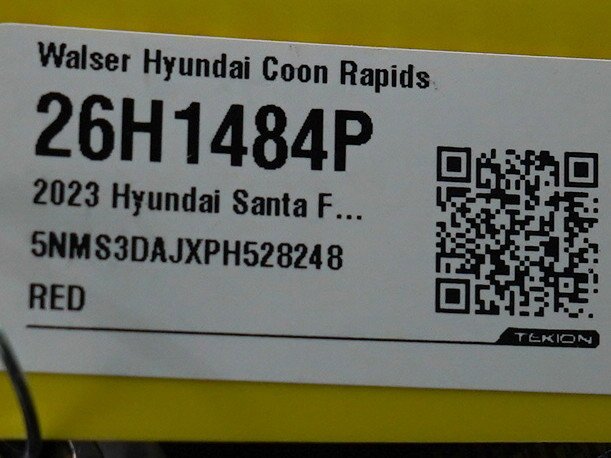 Walser Hyundai Coon Rapids
26H1484P
2023 Hyundai Santa F...
5NMS3DAJXPH528248
RED
TEKION